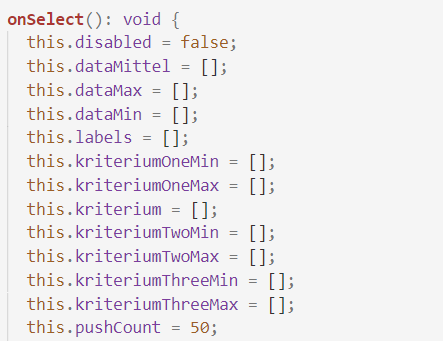 onSelect(): void {
this.disabled = false;
this.dataMittel = [];
this.dataMax = [];
this.dataMin = [];
this.labels = [];
this.kriteriumOneMin = [];
this.kriteriumOneMax = [];
this.kriterium = [];
this.kriteriumTwoMin = [];
this.kriteriumTwoMax = [];
this.kriteriumThreeMin = [];
this.kriteriumThreeMax = [];
this.pushCount = 50;